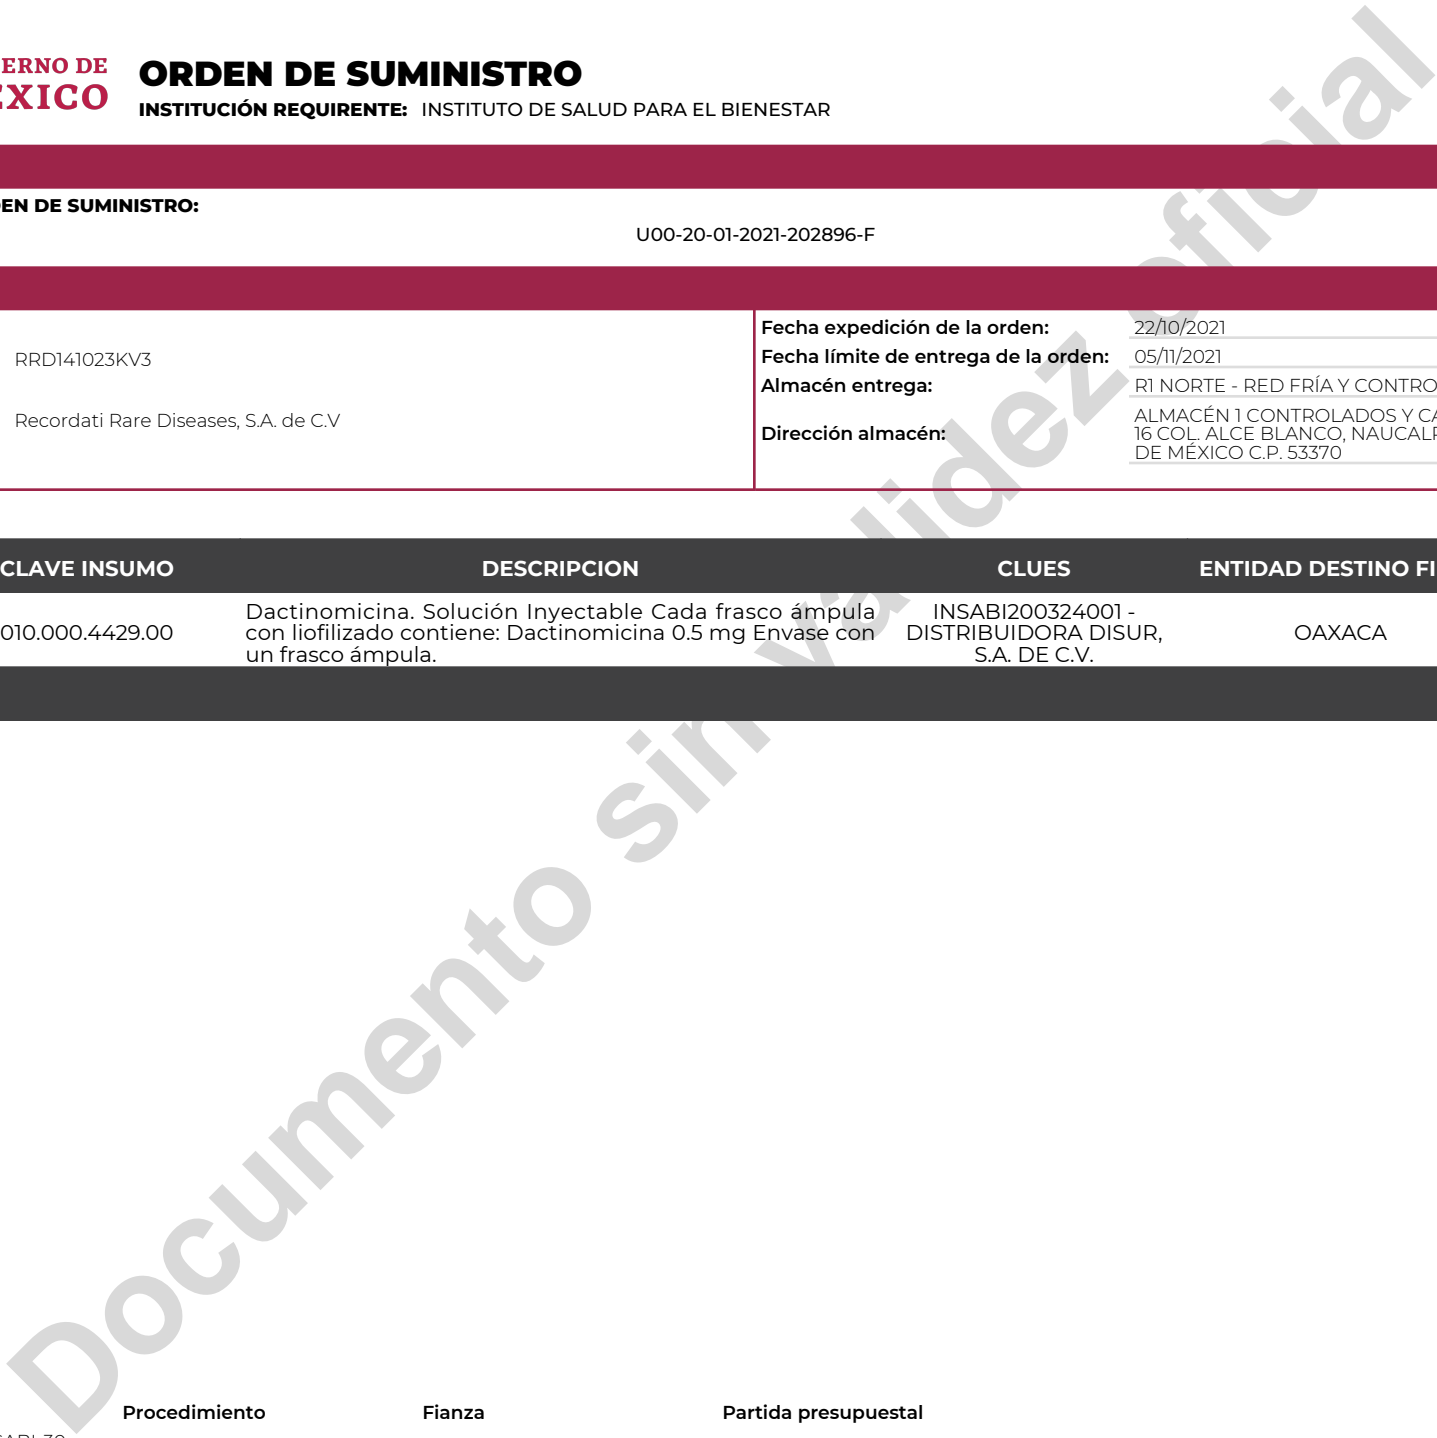 ERNO DE
ÉXICO
ORDEN DE SUMINISTRO
INSTITUCIÓN REQUIRENTE: INSTITUTO DE SALUD PARA EL BIENESTAR
EN DE SUMINISTRO:
U00-20-01-2021-202896-F
RRD141023KV3
Recordati Rare Diseases, S.A. de C.V
Fecha expedición de la orden: 22/10/2021
Fecha límite de entrega de la orden: 05/11/2021
Almacén entrega: R1 NORTE - RED FRÍA Y CONTRO
Dirección almacén:
ALMACÉN 1 CONTROLADOS Y CA
16 COL. ALCE BLANCO, NAUCALP
DE MÉXICO C.P. 53370
CLAVE INSUMO DESCRIPCION CLUES ENTIDAD DESTINO FI
010.000.4429.00
Dactinomicina. Solución Inyectable Cada frasco ámpula
con liofilizado contiene: Dactinomicina 0.5 mg Envase con
un frasco ámpula.
INSABI200324001 -
DISTRIBUIDORA DISUR,
S.A. DE C.V.
OAXACA
Documento sin validez oficial
Procedimiento Fianza Partida presupuestal